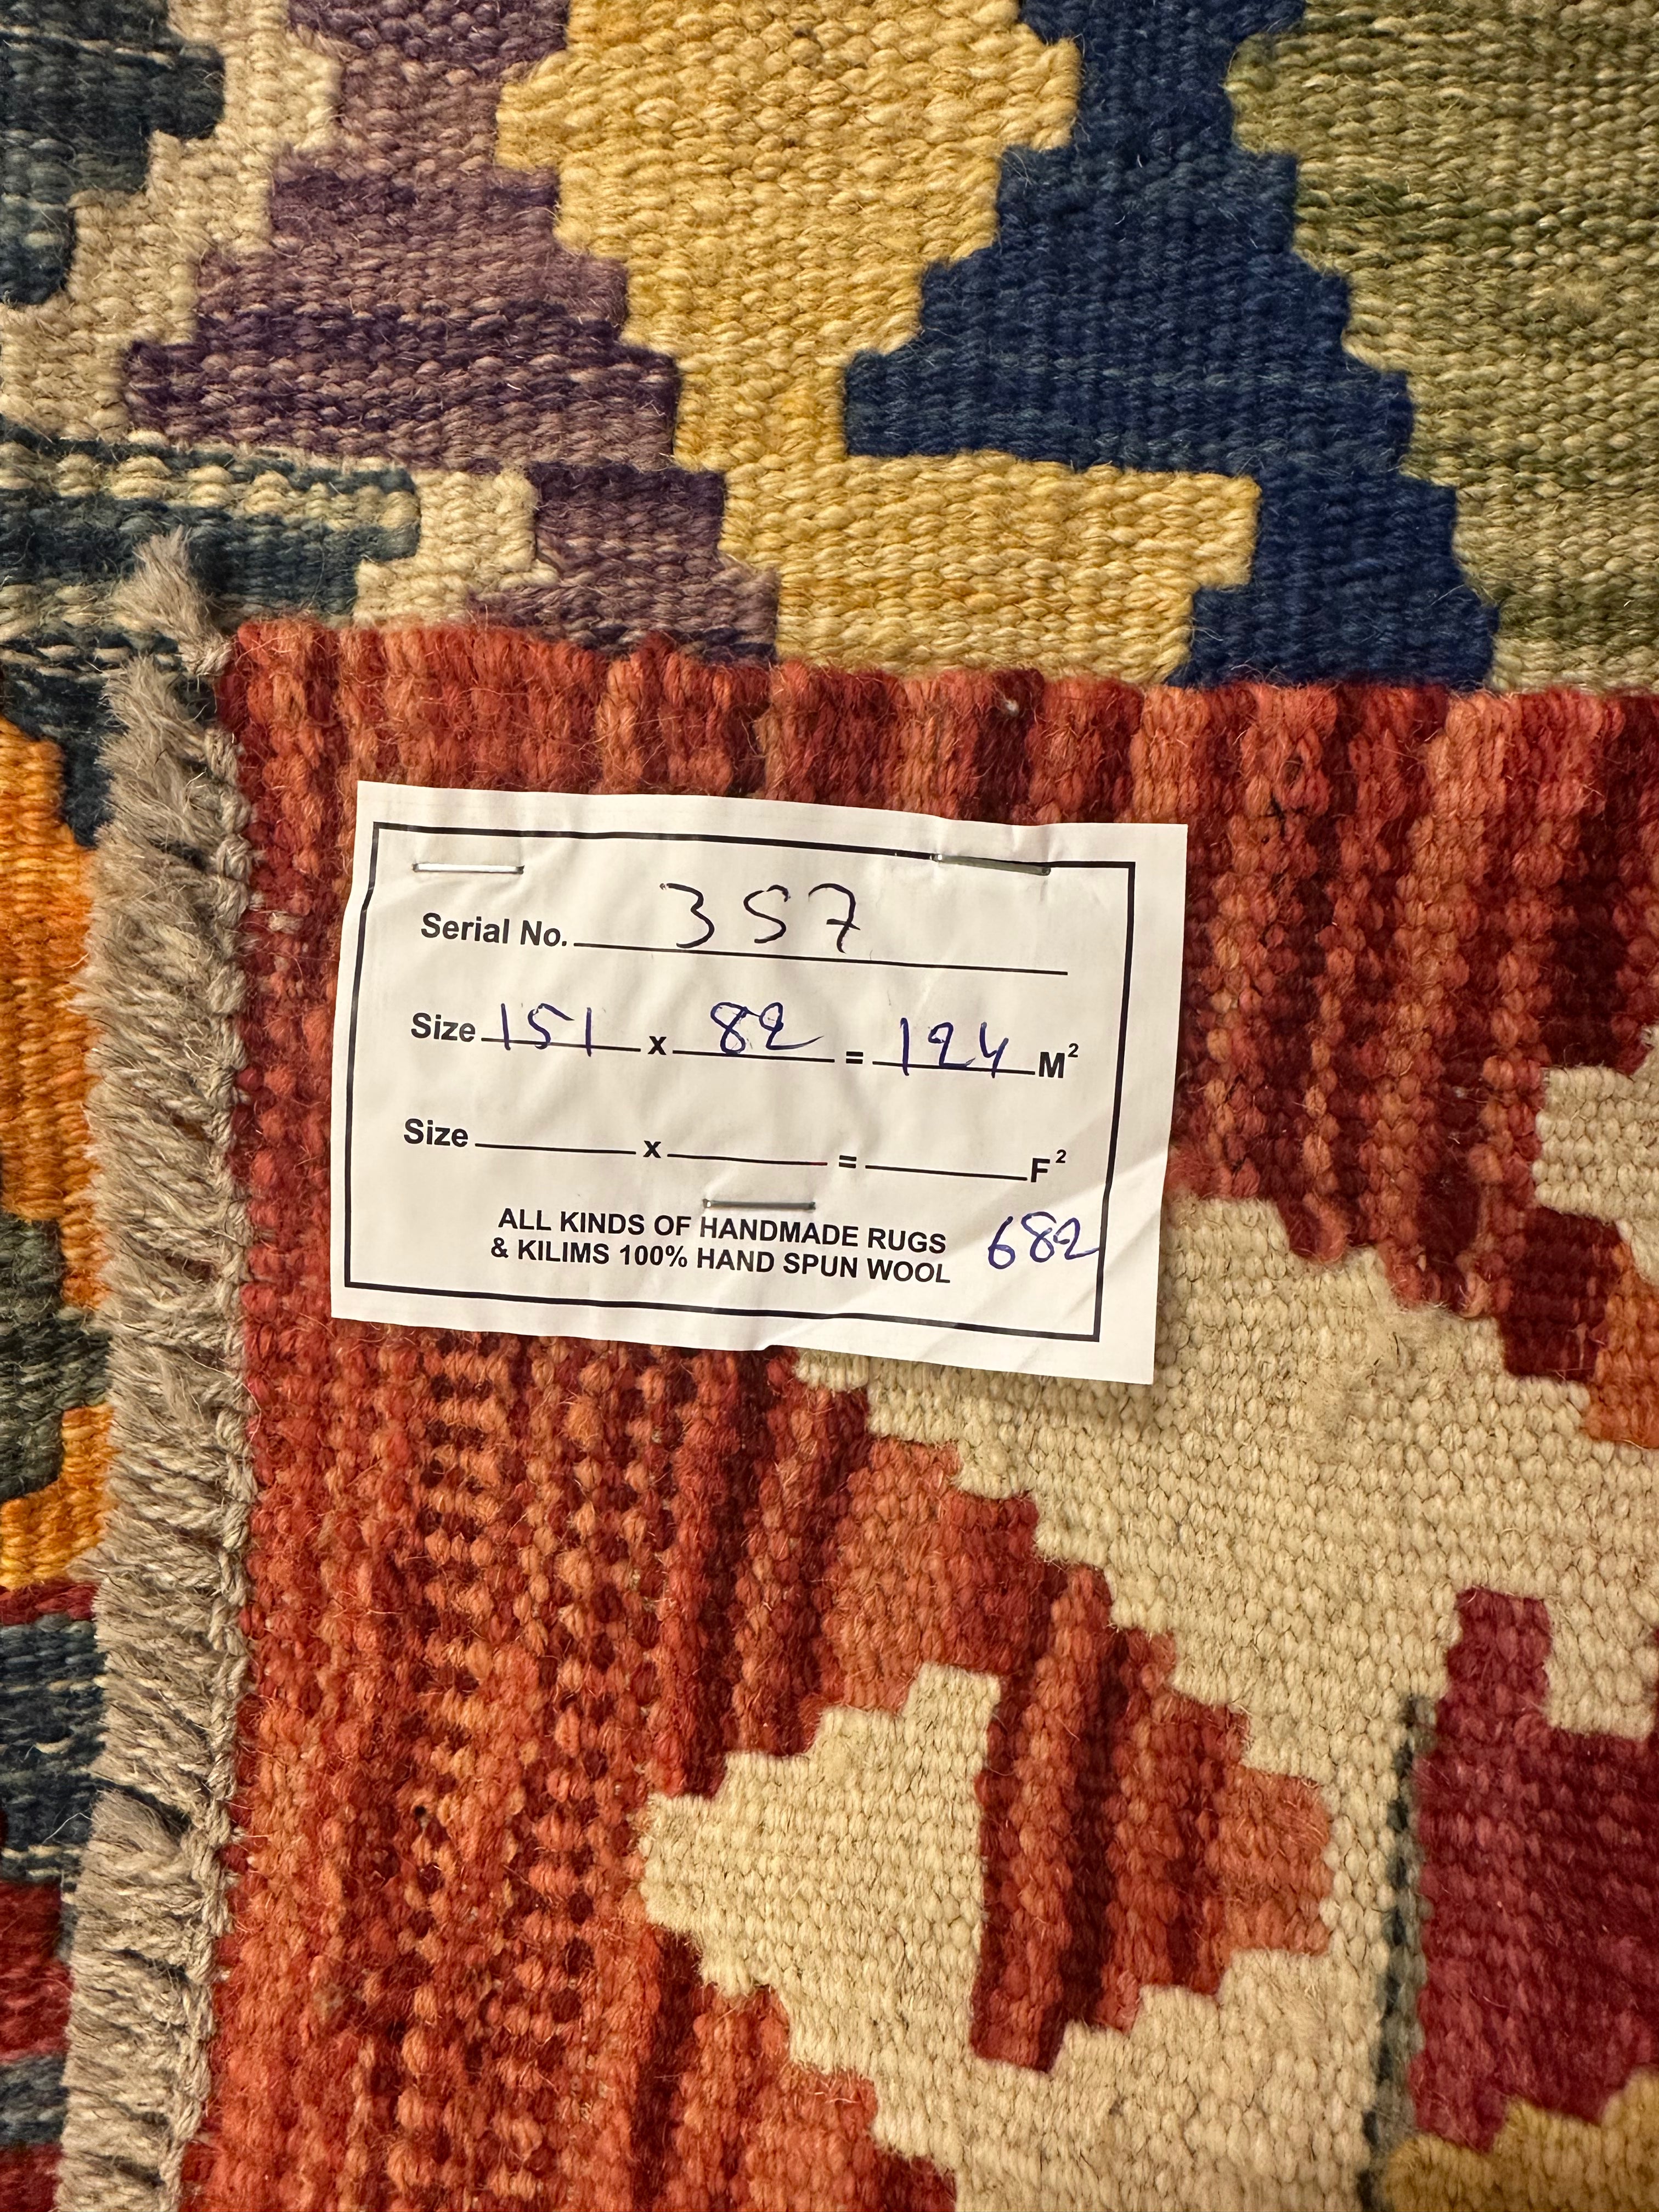 Serial No. 357
Size 151 x 82 = 124 M²
Size x = F²
ALL KINDS OF HANDMADE RUGS
& KILIMS 100% HAND SPUN WOOL
682